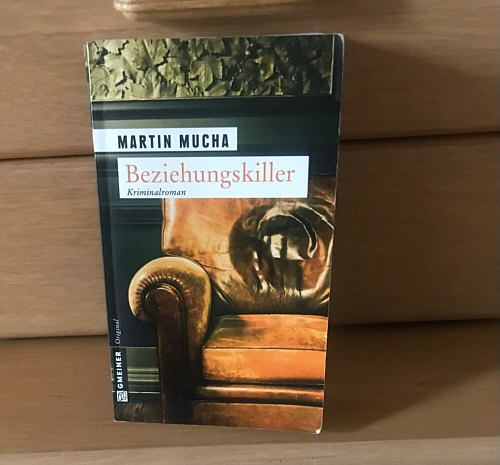 MARTIN MUCHA
Beziehungskiller
Kriminalroman
Original
GMEINER